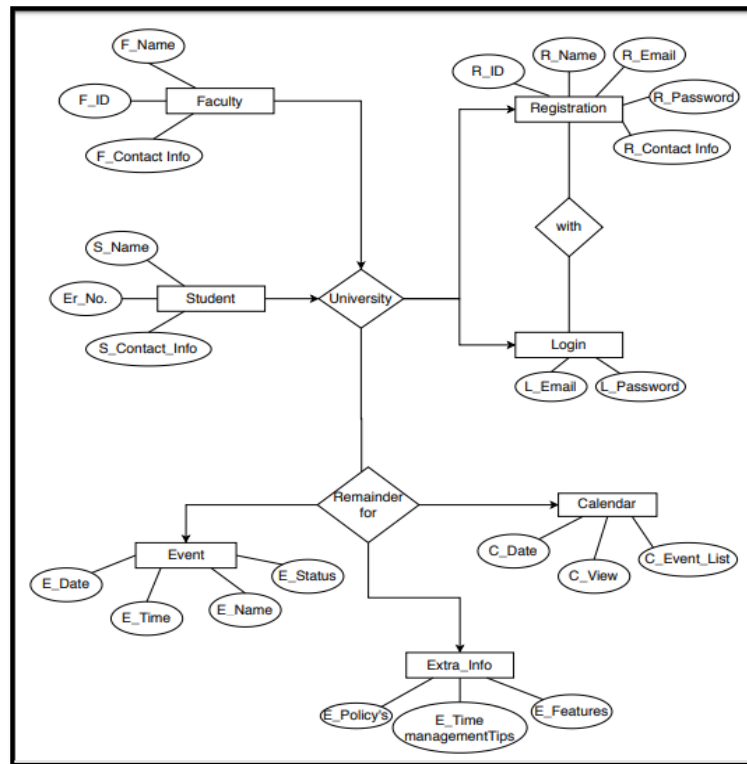 F_Name
F_ID
Faculty
F_Contact Info
R_Name
R_Email
R_ID
Registration
R_Password
R_Contact Info
with
S_Name
Er_No.
Student
S_Contact_Info
University
Login
L_Email
L_Password
Remainder
for
Calendar
C_Date
C_View
C_Event_List
Event
E_Date
E_Time
E_Name
E_Status
Extra_Info
E_Policy's
E_Time
managementTips
E_Features